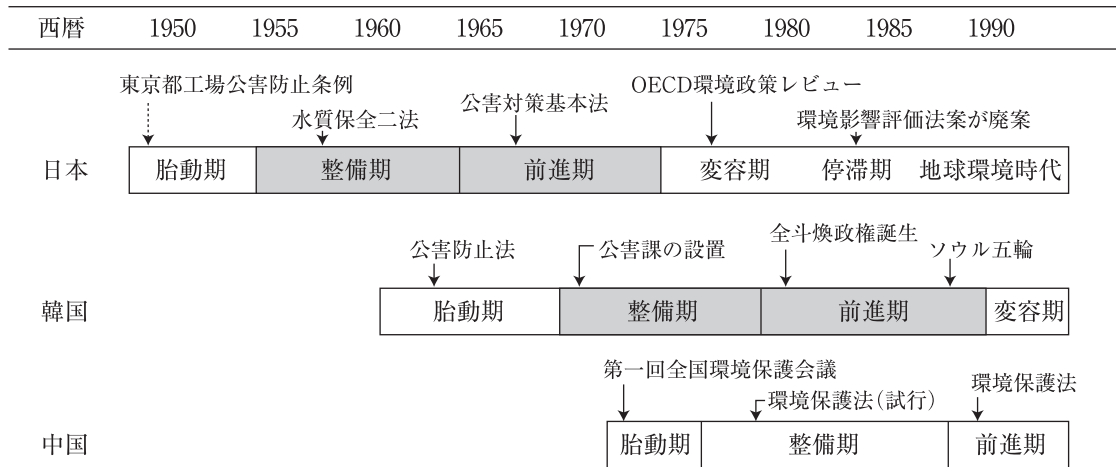 西暦 1950 1955 1960 1965 1970 1975 1980 1985 1990
東京都工場公害防止条例
水質保全二法
公害対策基本法
OECD環境政策レビュー
環境影響評価法案が廃案
日本 胎動期 整備期 前進期 変容期 停滞期 地球環境時代
公害防止法
公害課の設置
全斗煥政権誕生
ソウル五輪
韓国 胎動期 整備期 前進期 変容期
第一回全国環境保護会議
環境保護法(試行)
環境保護法
中国 胎動期 整備期 前進期